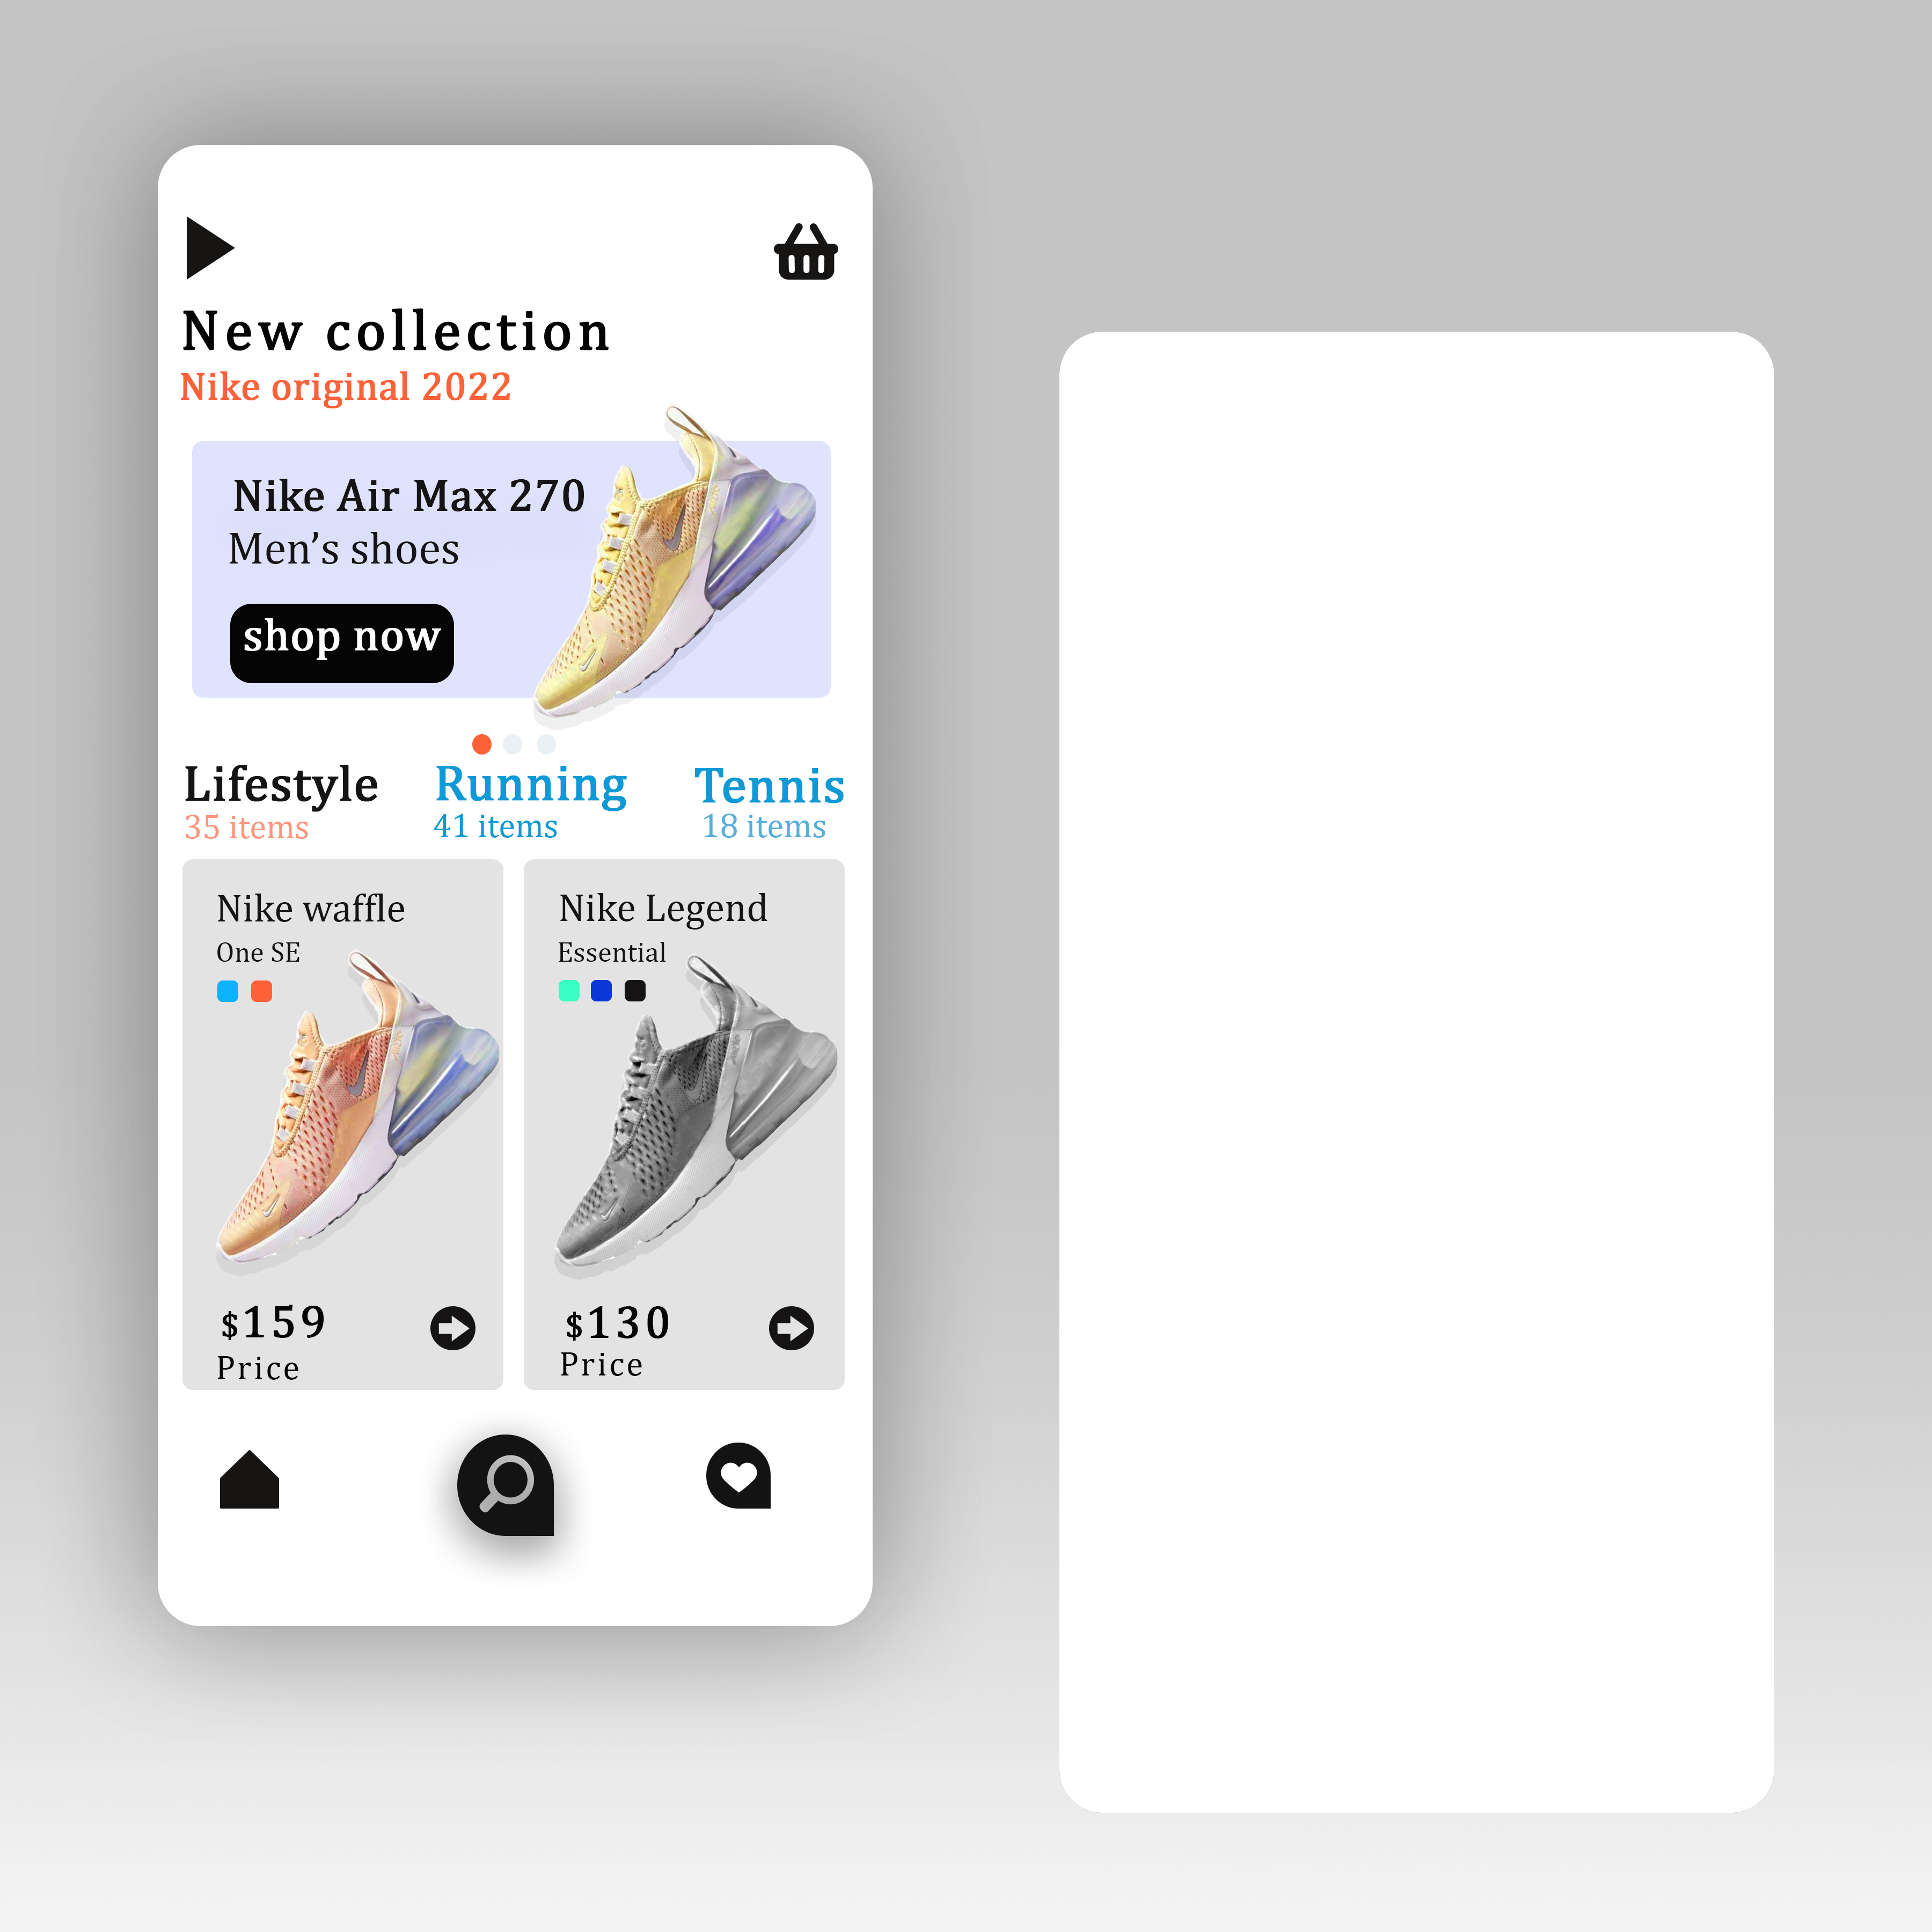 New collection
Nike original 2022
Nike Air Max 270
Men’s shoes
shop now
Lifestyle
35 items
Running
41 items
Tennis
18 items
Nike waffle
One SE
$159
Price
Nike Legend
Essential
$130
Price